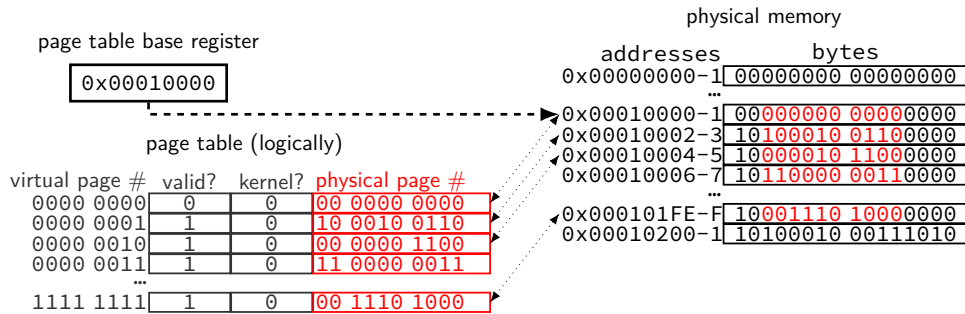 physical memory
page table base register
addresses bytes
0x00000000-1 00000000 00000000
0x00010000
…
0x00010000-1 00000000 00000000
0x00010002-3 10100010 01100000
page table (logically)
0x00010004-5 10000010 11000000
0x00010006-7 10110000 00110000
virtual page # valid? kernel? physical page #
…
0000 0000 0 0 00 0000 0000
0x000101FE-F 10001110 10000000
0000 0001 1 0 10 0010 0110
0x00010200-1 10100010 00111010
0000 0010 1 0 00 0000 1100
0000 0011 1 0 11 0000 0011
…
1111 1111 1 0 00 1110 1000